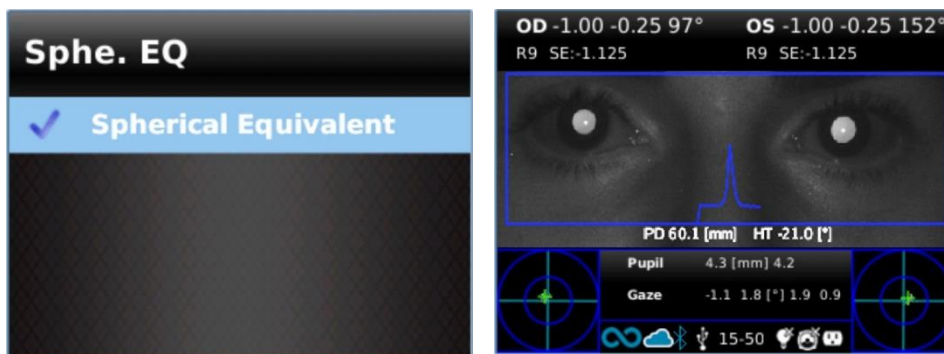 Sphe. EQ
Spherical Equivalent
OD -1.00 -0.25 97° OS -1.00 -0.25 152°
R9 SE:-1.125 R9 SE:-1.125
PD 60.1 [mm] HT -21.0 [°]
Pupil 4.3 [mm] 4.2
Gaze -1.1 1.8 [°] 1.9 0.9
15-50